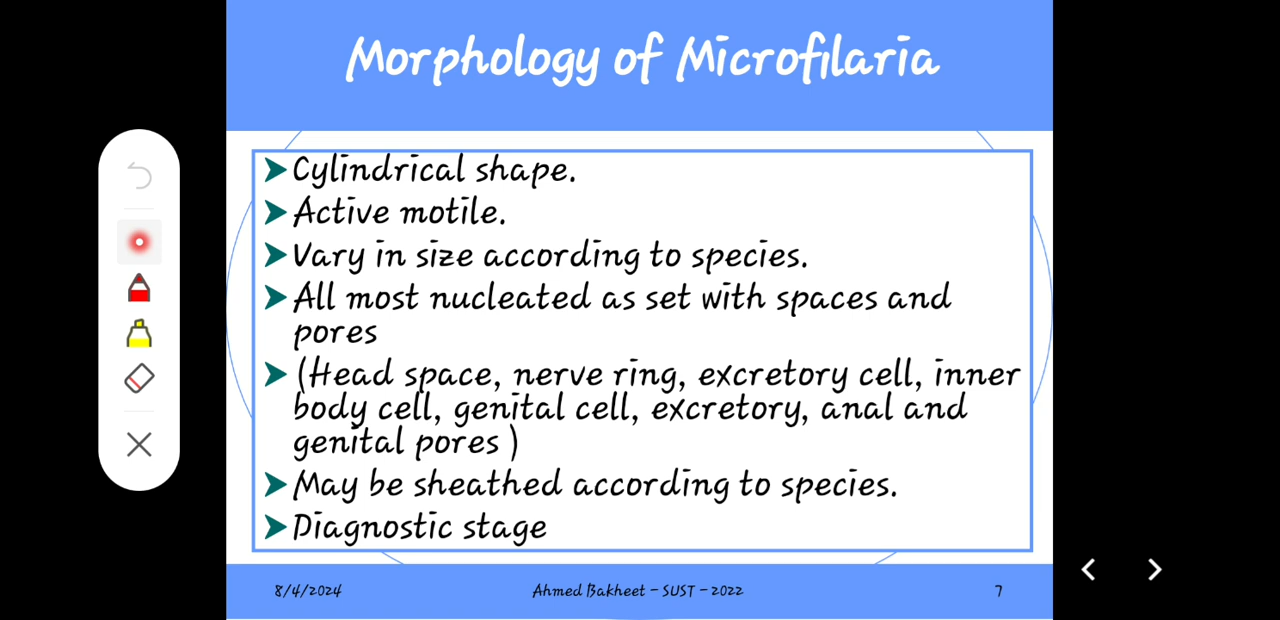 Morphology of Microfilaria
Cylindrical shape.
Active motile.
Vary in size according to species.
All most nucleated as set with spaces and
pores
(Head space, nerve ring, excretory cell, inner
body cell, genital cell, excretory, anal and
genital pores )
May be sheathed according to species.
Diagnostic stage
8/4/2024
Ahmed Bakheet – SUST – 2022
7